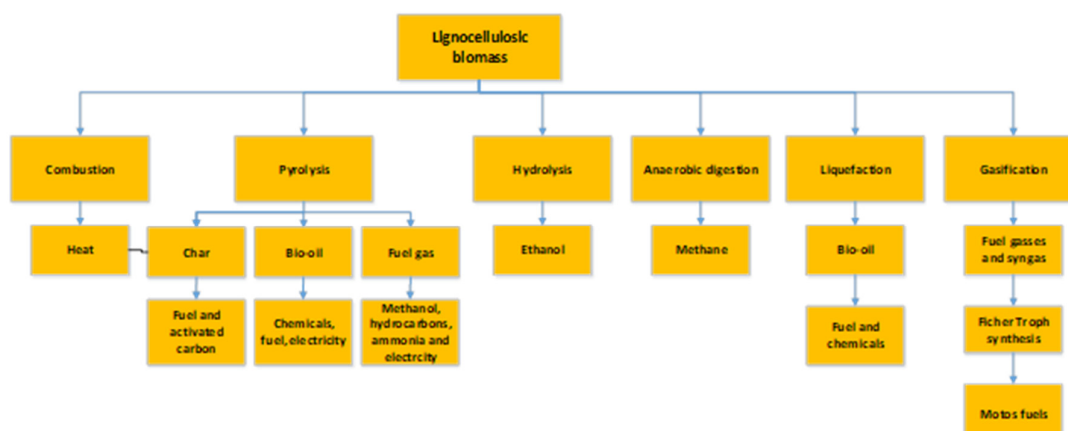 Lignocellulosic
biomass
Combustion
Pyrolysis
Hydrolysis
Anaerobic digestion
Liquefaction
Gasification
Heat
Char
Bio-oil
Fuel gas
Ethanol
Methane
Bio-oil
Fuel gasses
and syngas
Fuel and
activated
carbon
Chemicals,
fuel, electricity
Methanol,
hydrocarbons,
ammonia and
electrcity
Fuel and
chemicals
Ficher Troph
synthesis
Motos fuels